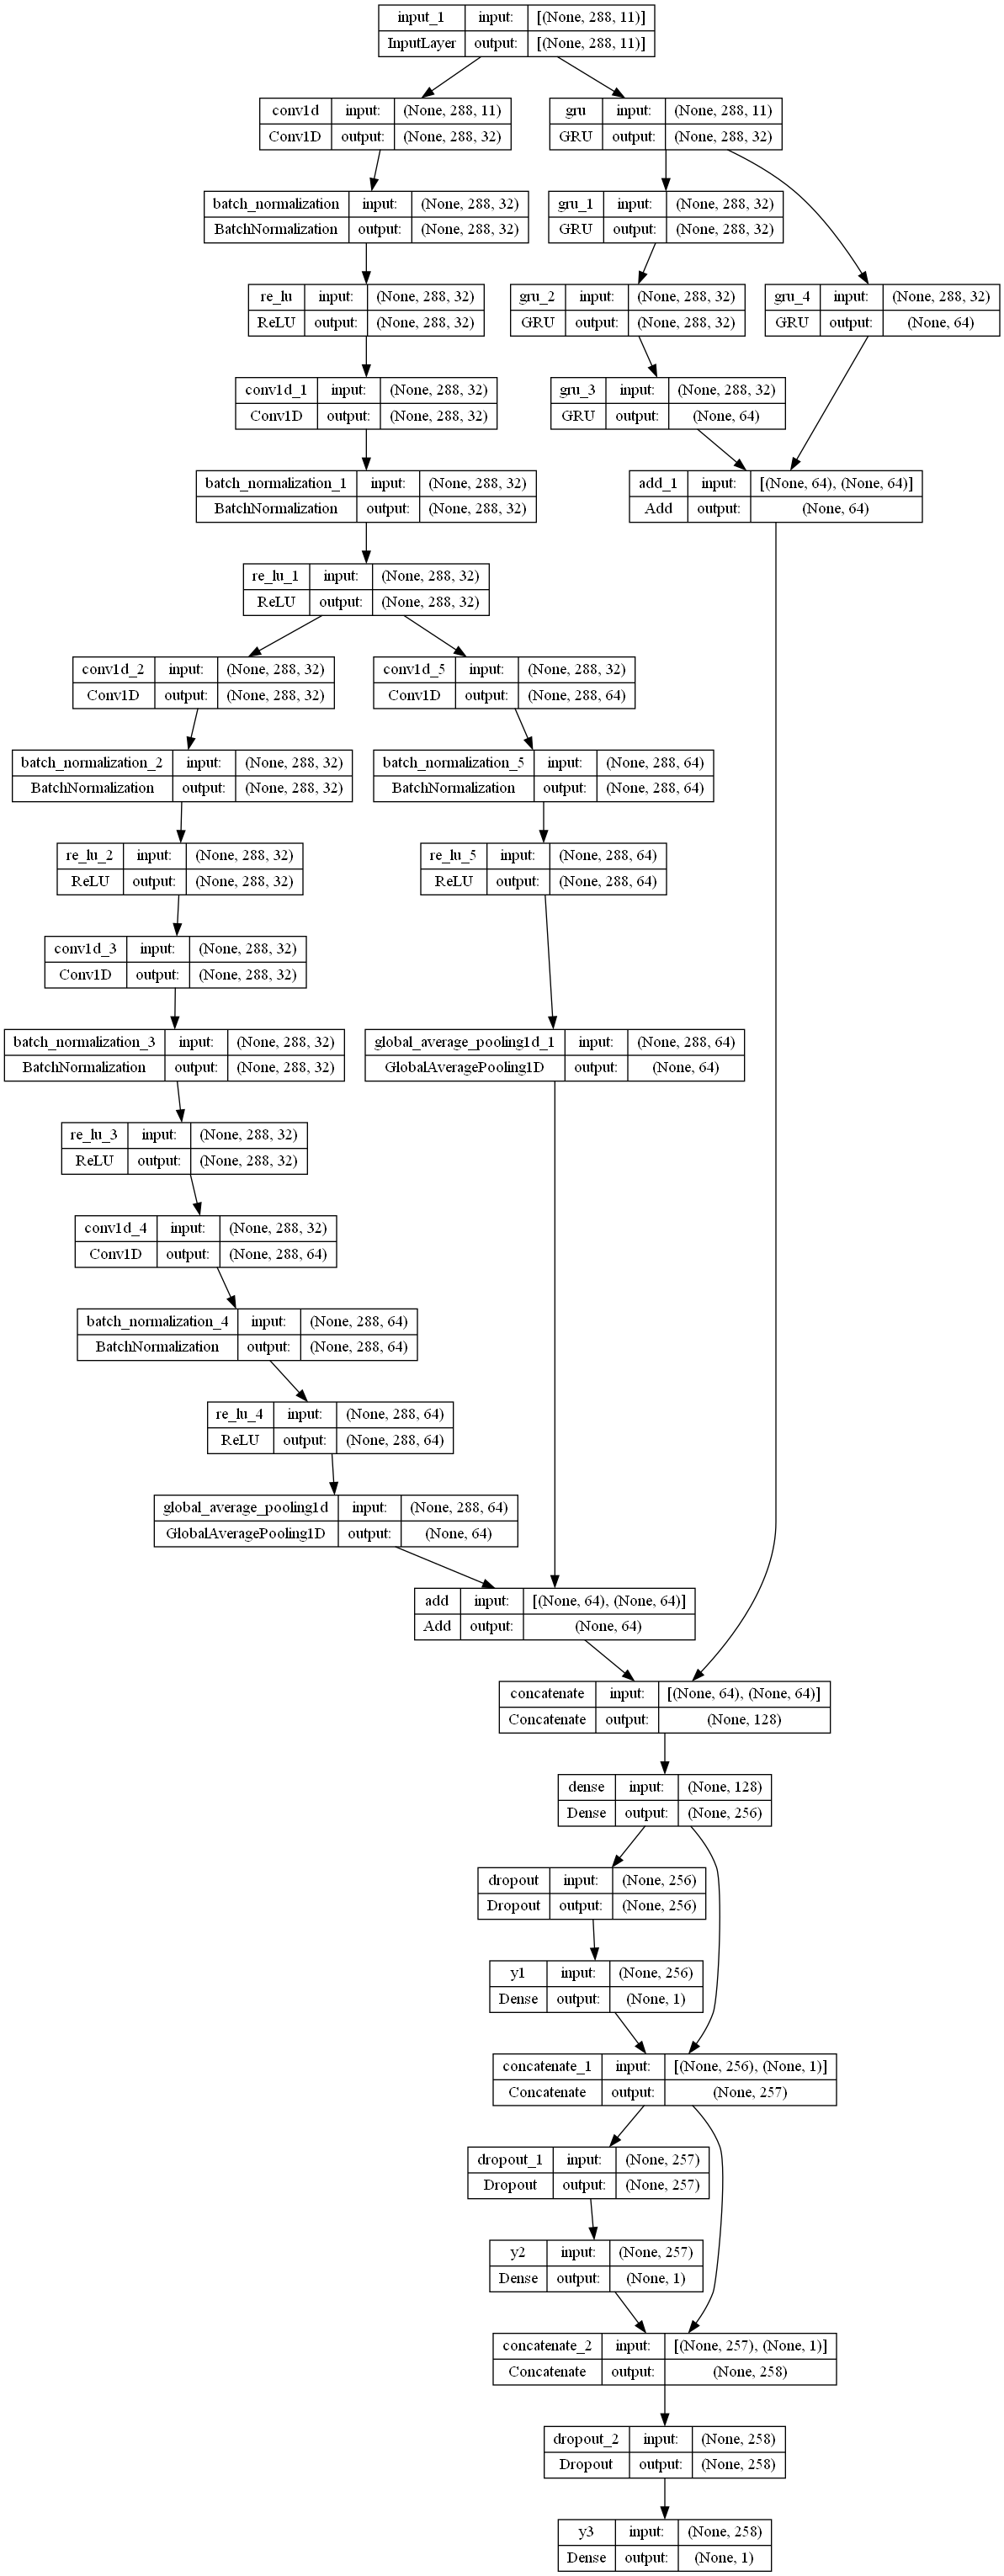 input_1 input: [(None, 288, 11)]
InputLayer output: [(None, 288, 11)]
conv1d input: (None, 288, 11)
Conv1D output: (None, 288, 32)
gru input: (None, 288, 11)
GRU output: (None, 288, 32)
batch_normalization input: (None, 288, 32)
BatchNormalization output: (None, 288, 32)
gru_1 input: (None, 288, 32)
GRU output: (None, 288, 32)
re_lu input: (None, 288, 32)
ReLU output: (None, 288, 32)
gru_2 input: (None, 288, 32)
GRU output: (None, 288, 32)
gru_4 input: (None, 288, 32)
GRU output: (None, 64)
conv1d_1 input: (None, 288, 32)
Conv1D output: (None, 288, 32)
gru_3 input: (None, 288, 32)
GRU output: (None, 64)
batch_normalization_1 input: (None, 288, 32)
BatchNormalization output: (None, 288, 32)
add_1 input: [(None, 64), (None, 64)]
Add output: (None, 64)
re_lu_1 input: (None, 288, 32)
ReLU output: (None, 288, 32)
conv1d_2 input: (None, 288, 32)
Conv1D output: (None, 288, 32)
conv1d_5 input: (None, 288, 32)
Conv1D output: (None, 288, 64)
batch_normalization_2 input: (None, 288, 32)
BatchNormalization output: (None, 288, 32)
batch_normalization_5 input: (None, 288, 64)
BatchNormalization output: (None, 288, 64)
re_lu_2 input: (None, 288, 32)
ReLU output: (None, 288, 32)
re_lu_5 input: (None, 288, 64)
ReLU output: (None, 288, 64)
conv1d_3 input: (None, 288, 32)
Conv1D output: (None, 288, 32)
batch_normalization_3 input: (None, 288, 32)
BatchNormalization output: (None, 288, 32)
global_average_pooling1d_1 input: (None, 288, 64)
GlobalAveragePooling1D output: (None, 64)
re_lu_3 input: (None, 288, 32)
ReLU output: (None, 288, 32)
conv1d_4 input: (None, 288, 32)
Conv1D output: (None, 288, 64)
batch_normalization_4 input: (None, 288, 64)
BatchNormalization output: (None, 288, 64)
re_lu_4 input: (None, 288, 64)
ReLU output: (None, 288, 64)
global_average_pooling1d input: (None, 288, 64)
GlobalAveragePooling1D output: (None, 64)
add input: [(None, 64), (None, 64)]
Add output: (None, 64)
concatenate input: [(None, 64), (None, 64)]
Concatenate output: (None, 128)
dense input: (None, 128)
Dense output: (None, 256)
dropout input: (None, 256)
Dropout output: (None, 256)
y1 input: (None, 256)
Dense output: (None, 1)
concatenate_1 input: [(None, 256), (None, 1)]
Concatenate output: (None, 257)
dropout_1 input: (None, 257)
Dropout output: (None, 257)
y2 input: (None, 257)
Dense output: (None, 1)
concatenate_2 input: [(None, 257), (None, 1)]
Concatenate output: (None, 258)
dropout_2 input: (None, 258)
Dropout output: (None, 258)
y3 input: (None, 258)
Dense output: (None, 1)